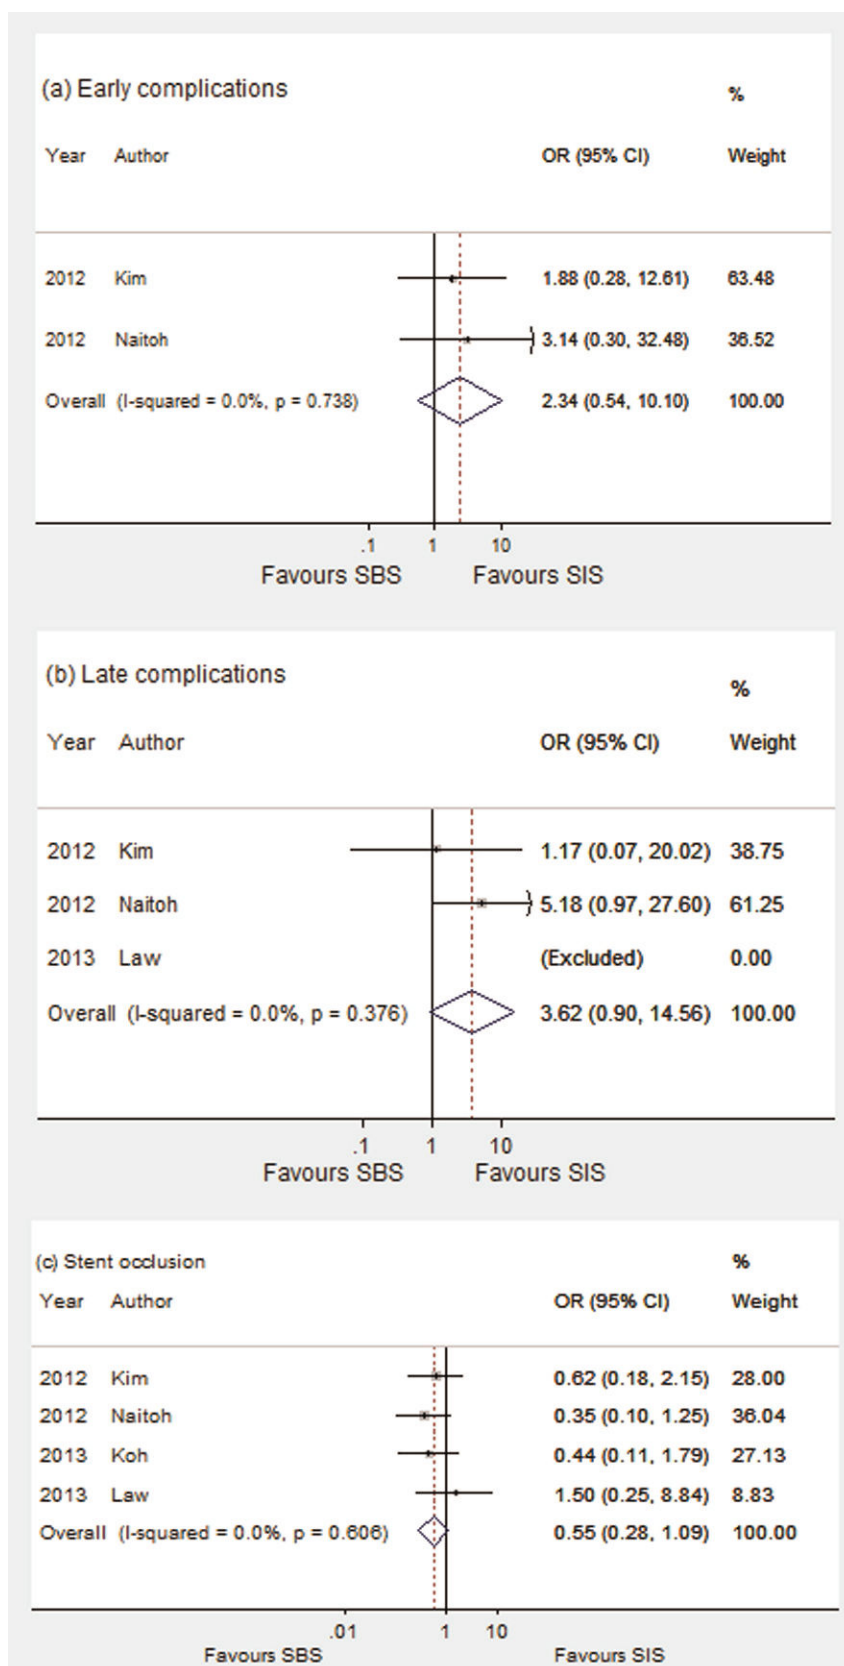 (a) Early complications %
Year Author OR (95% CI) Weight
2012 Kim 1.88 (0.28, 12.61) 63.48
2012 Naitoh 3.14 (0.30, 32.48) 36.52
Overall (I-squared = 0.0%, p = 0.738) 2.34 (0.54, 10.10) 100.00
.1 1 10
Favours SBS Favours SIS
(b) Late complications %
Year Author OR (95% CI) Weight
2012 Kim 1.17 (0.07, 20.02) 38.75
2012 Naitoh 5.18 (0.97, 27.60) 61.25
2013 Law (Excluded) 0.00
Overall (I-squared = 0.0%, p = 0.376) 3.62 (0.90, 14.56) 100.00
.1 1 10
Favours SBS Favours SIS
(c) Stent occlusion %
Year Author OR (95% CI) Weight
2012 Kim 0.62 (0.18, 2.15) 28.00
2012 Naitoh 0.35 (0.10, 1.25) 36.04
2013 Koh 0.44 (0.11, 1.79) 27.13
2013 Law 1.50 (0.25, 8.84) 8.83
Overall (I-squared = 0.0%, p = 0.606) 0.55 (0.28, 1.09) 100.00
.01 1 10
Favours SBS Favours SIS